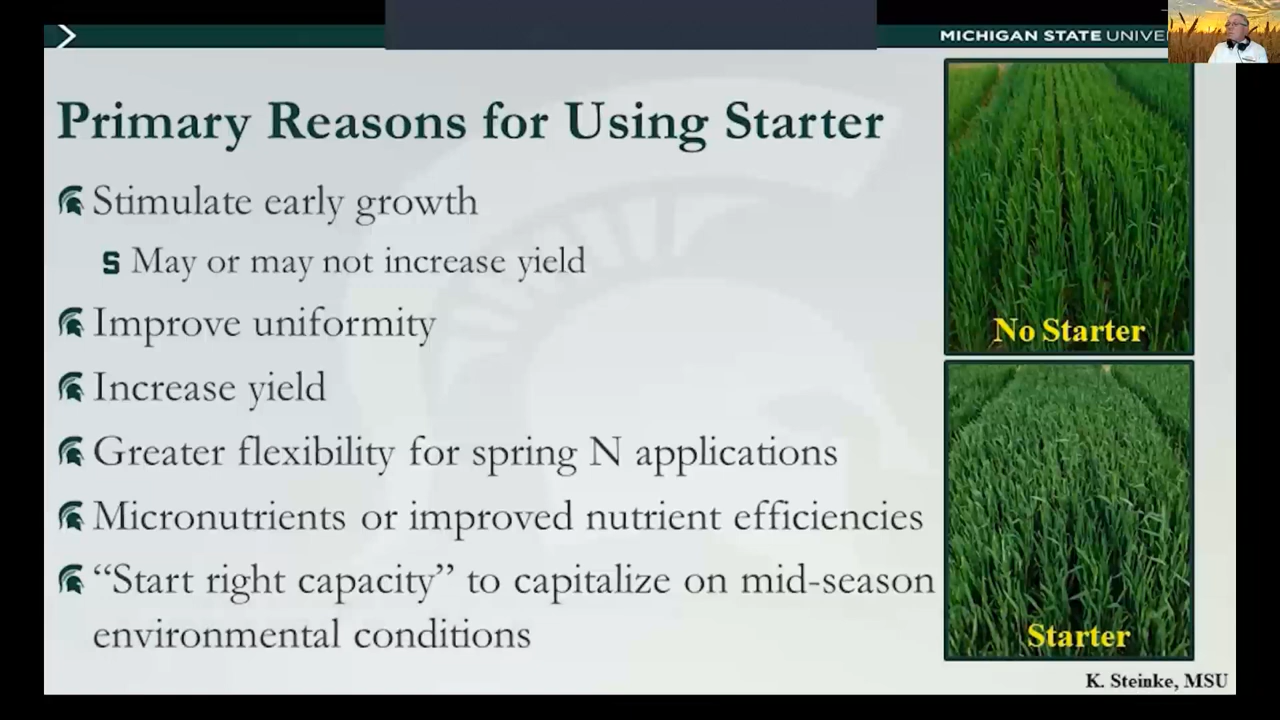 MICHIGAN STATE
Primary Reasons for Using Starter
Stimulate early growth
S May or may not increase yield
Improve uniformity
Increase yield
Greater flexibility for spring N applications
Micronutrients or improved nutrient efficiencies
“Start right capacity” to capitalize on mid-season
environmental conditions
No Starter
Starter
K. Steinke, MSU